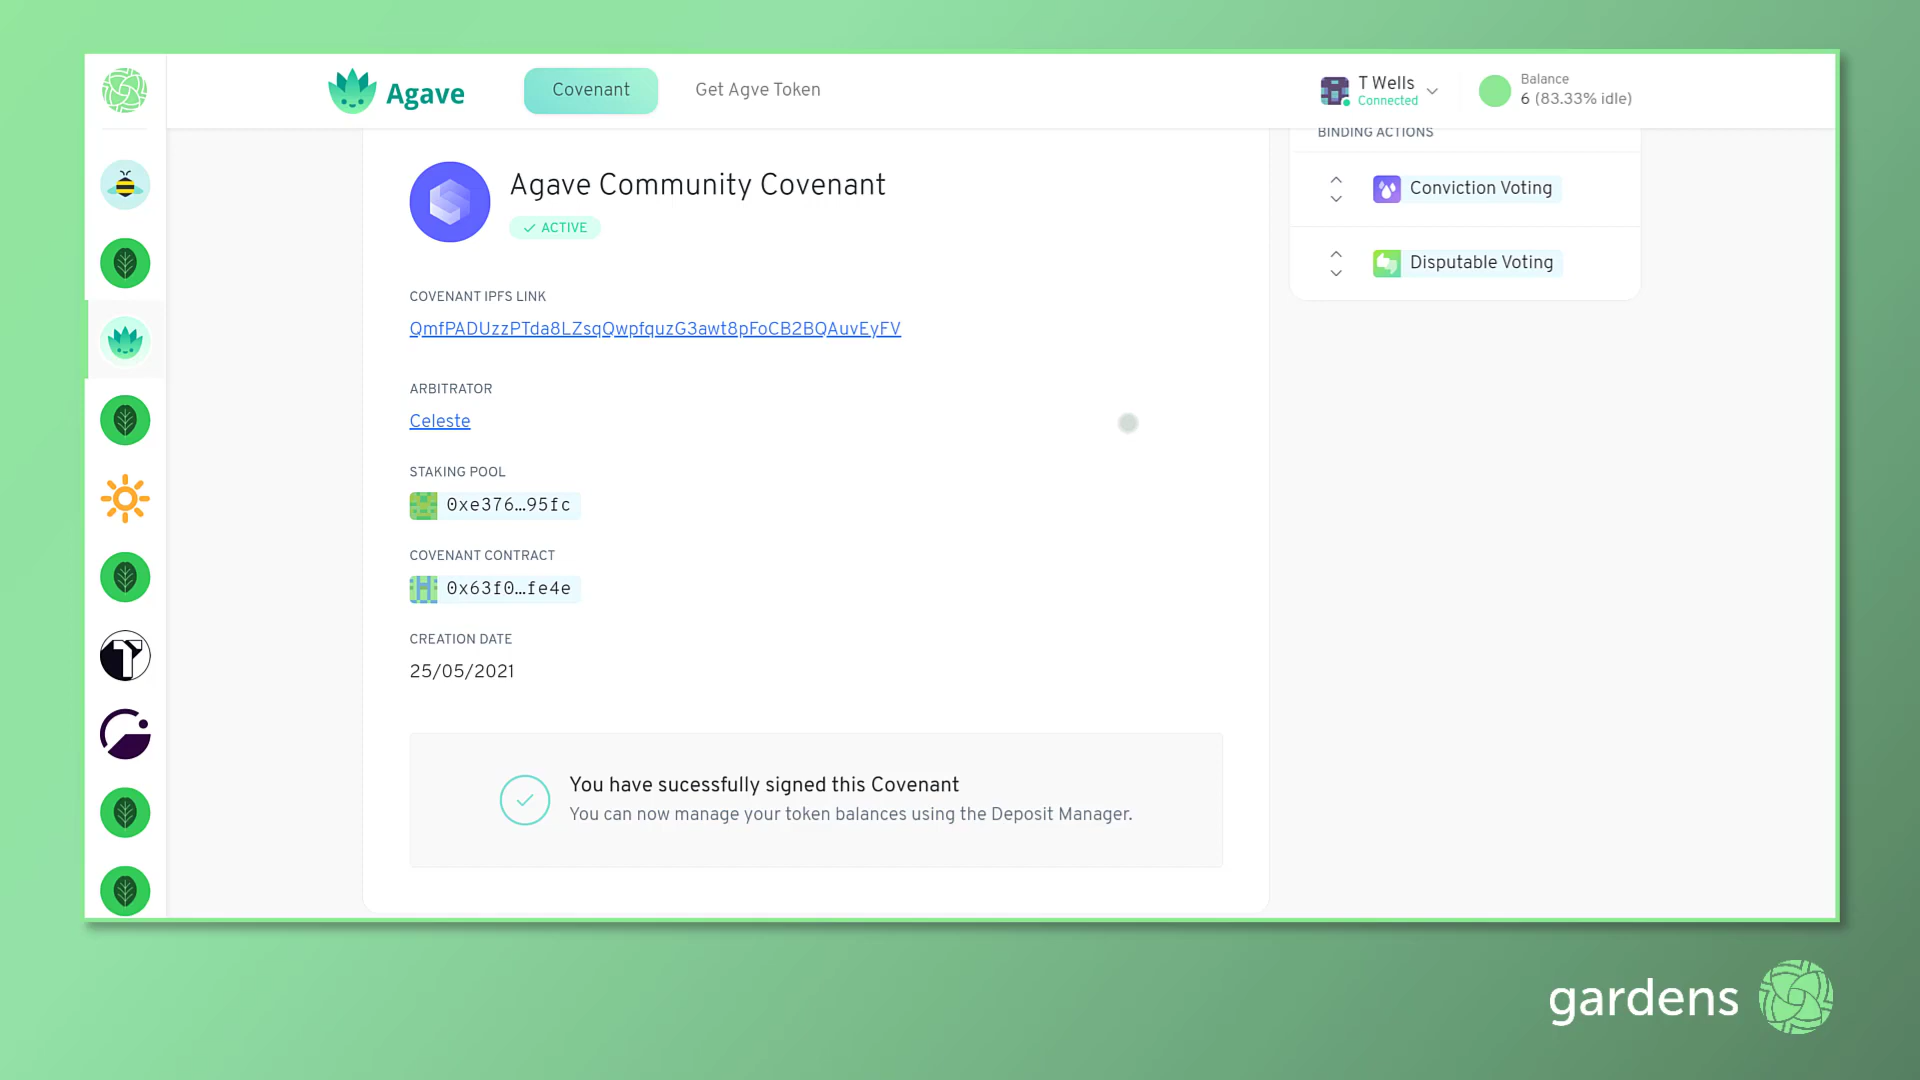 Agave
Covenant
Get Agve Token
T Wells
Connected
Balance
6 (83.33% idle)
Agave Community Covenant
ACTIVE
COVENANT IPFS LINK
QmfPADUzzPTda8LZsqQwpfquzG3awt8pFoCB2BQAuvEyFV
ARBITRATOR
Celeste
STAKING POOL
0xe376…95fc
COVENANT CONTRACT
0x63f0…fe4e
CREATION DATE
25/05/2021
You have sucessfully signed this Covenant
You can now manage your token balances using the Deposit Manager.
BINDING ACTIONS
Conviction Voting
Disputable Voting
gardens